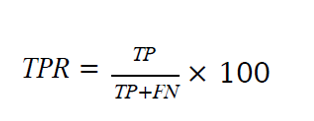 TPR = TP / TP+FN × 100